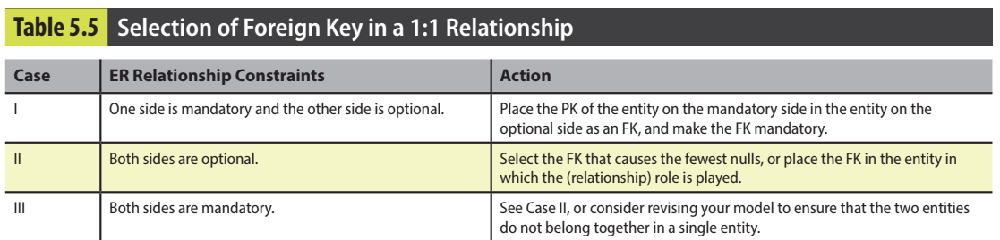 Table 5.5 Selection of Foreign Key in a 1:1 Relationship
Case ER Relationship Constraints Action
I One side is mandatory and the other side is optional. Place the PK of the entity on the mandatory side in the entity on the
optional side as an FK, and make the FK mandatory.
II Both sides are optional. Select the FK that causes the fewest nulls, or place the FK in the entity in
which the (relationship) role is played.
III Both sides are mandatory. See Case II, or consider revising your model to ensure that the two entities
do not belong together in a single entity.